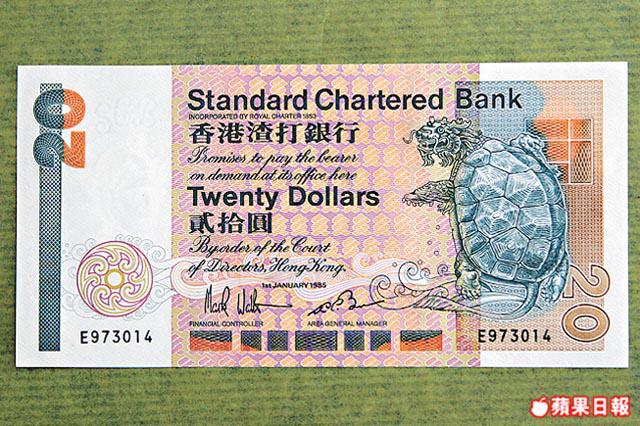 20
Standard Chartered Bank
INCORPORATED BY ROYAL CHARTER 1853
香港渣打銀行
Promises to pay the bearer
on demand at its office here
Twenty Dollars
貳拾圓
By order of the Court
of Directors, Hong Kong.
1st JANUARY 1985
FINANCIAL CONTROLLER AREA GENERAL MANAGER
E973014 E973014
20
蘋果日報